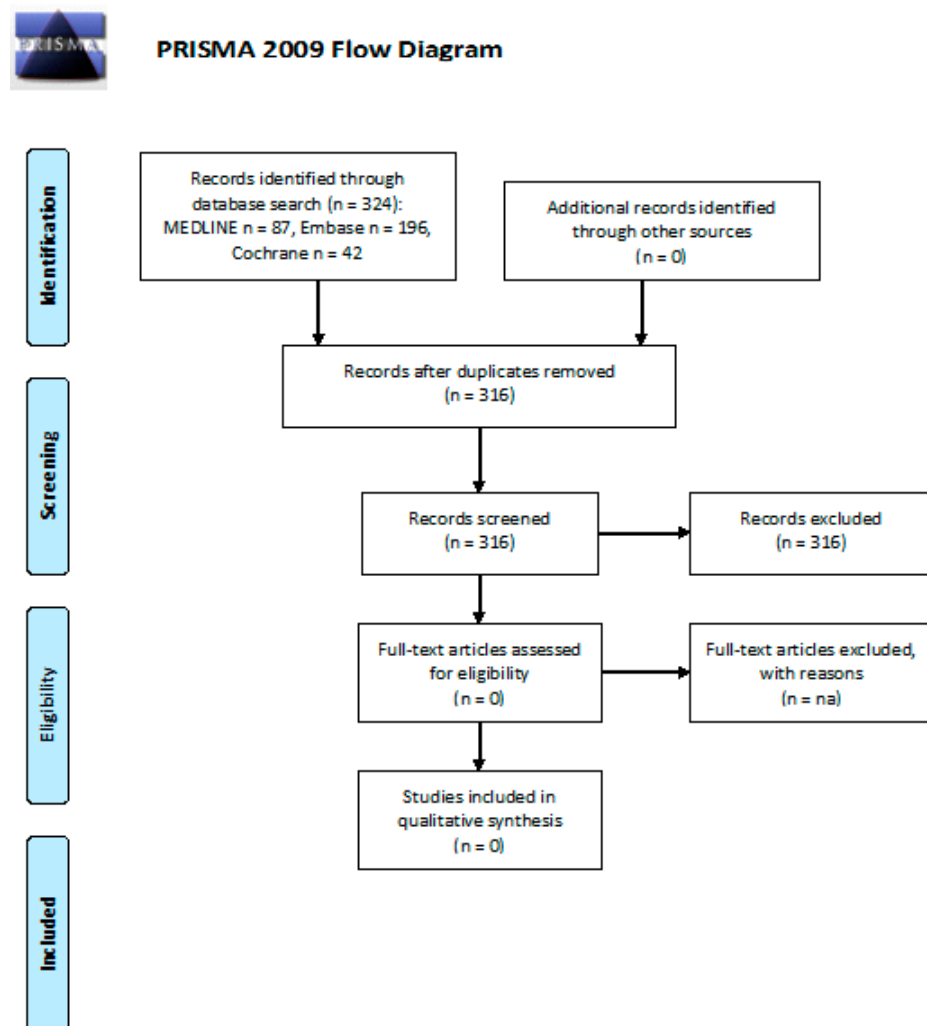 PRISMA
PRISMA 2009 Flow Diagram
Identification
Records identified through
database search (n = 324):
MEDLINE n = 87, Embase n = 196,
Cochrane n = 42
Additional records identified
through other sources
(n = 0)
Records after duplicates removed
(n = 316)
Screening
Records screened
(n = 316)
Records excluded
(n = 316)
Eligibility
Full-text articles assessed
for eligibility
(n = 0)
Full-text articles excluded,
with reasons
(n = na)
Studies included in
qualitative synthesis
(n = 0)
Included